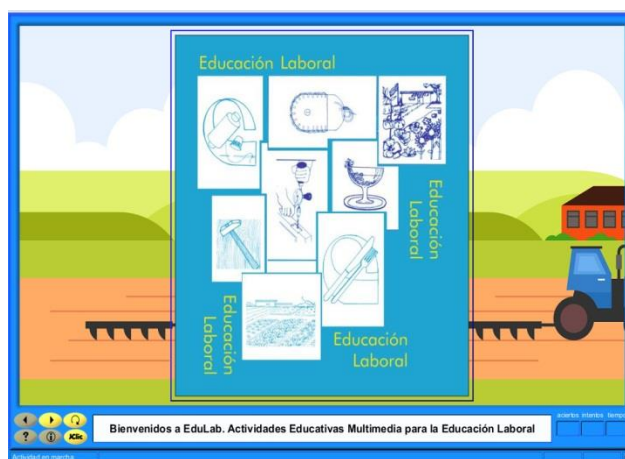 Educación Laboral
Educación
Laboral
Educación
Laboral
Educación
Laboral
aciertos intentos tiempo
JClic
Bienvenidos a EduLab. Actividades Educativas Multimedia para la Educación Laboral
Actividad en marcha